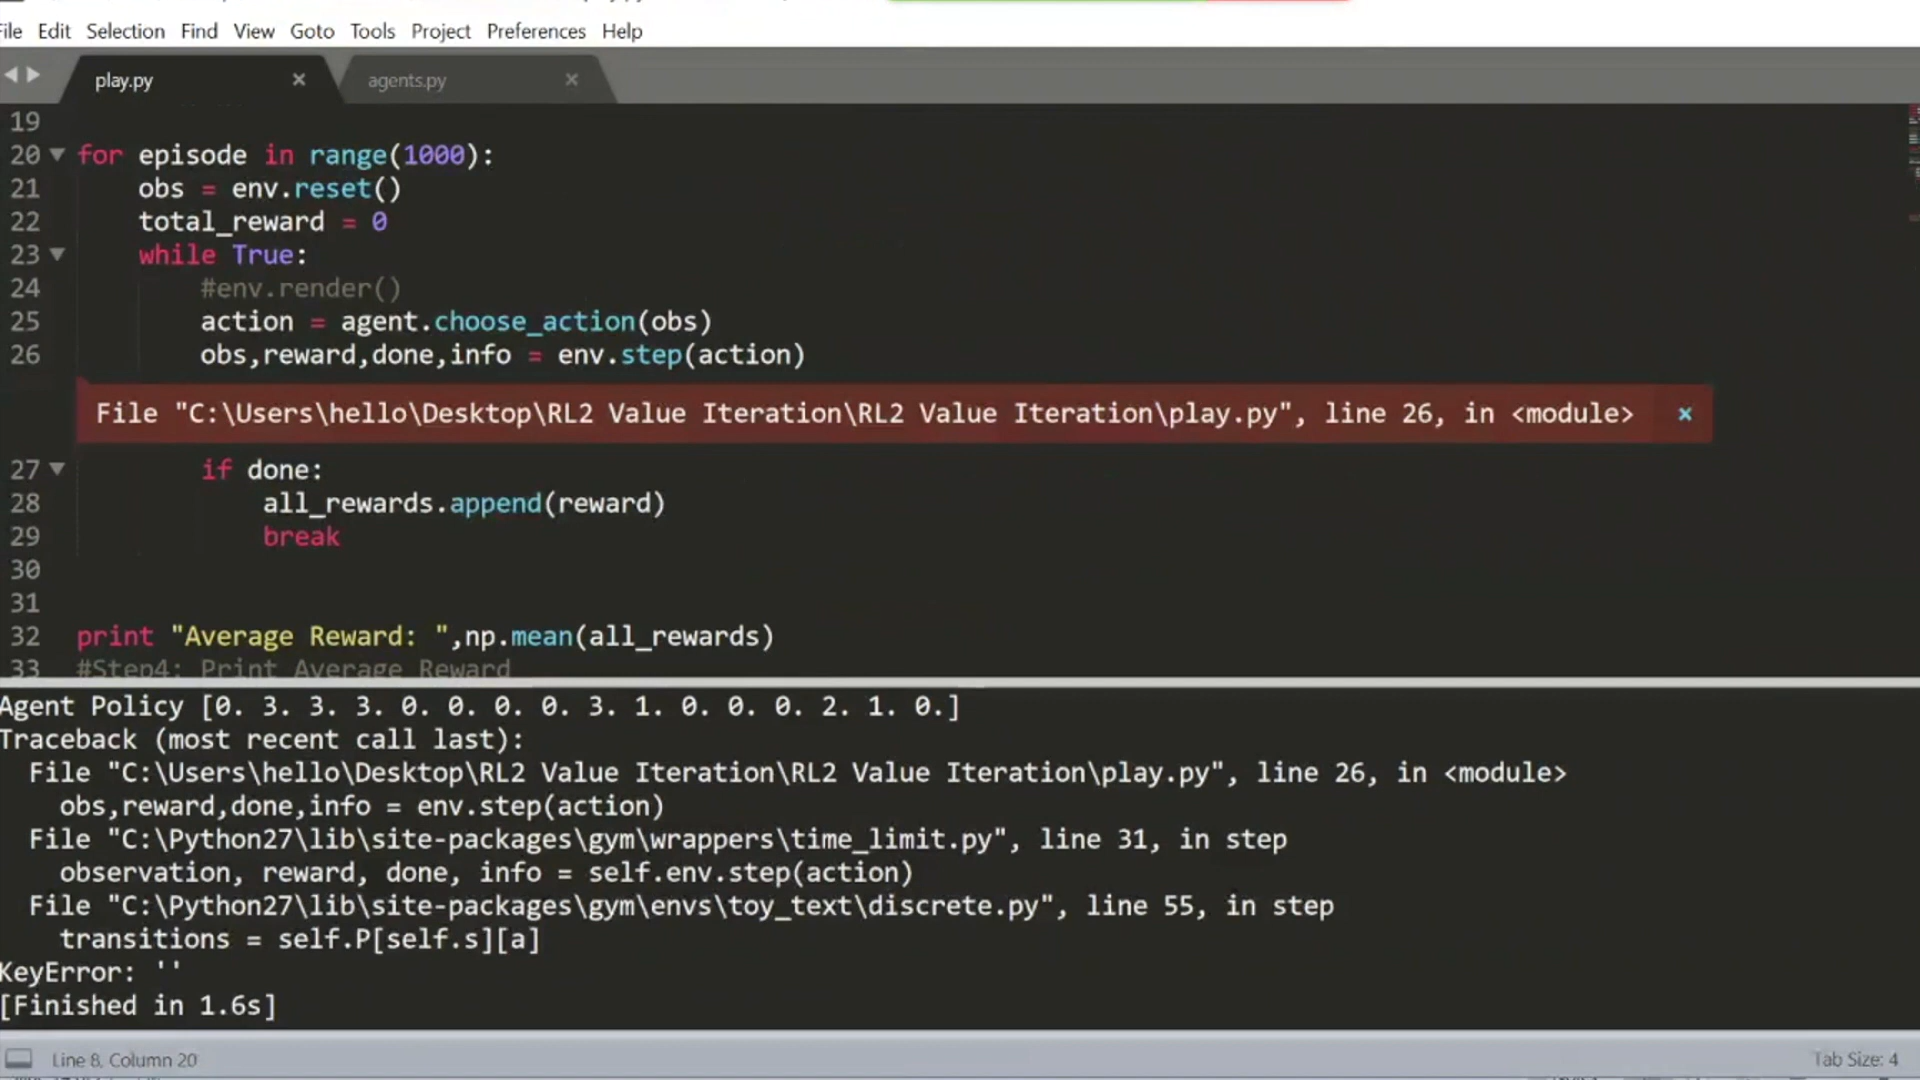 File Edit Selection Find View Goto Tools Project Preferences Help
play.py × agents.py ×
19
20 for episode in range(1000):
21 obs = env.reset()
22 total_reward = 0
23 while True:
24 #env.render()
25 action = agent.choose_action(obs)
26 obs,reward,done,info = env.step(action)
File "C:\Users\hello\Desktop\RL2 Value Iteration\RL2 Value Iteration\play.py", line 26, in <module> ×
27 if done:
28 all_rewards.append(reward)
29 break
30
31
32 print "Average Reward: ",np.mean(all_rewards)
33 #Step4: Print Average Reward
Agent Policy [0. 3. 3. 3. 0. 0. 0. 0. 3. 1. 0. 0. 0. 2. 1. 0.]
Traceback (most recent call last):
File "C:\Users\hello\Desktop\RL2 Value Iteration\RL2 Value Iteration\play.py", line 26, in <module>
obs,reward,done,info = env.step(action)
File "C:\Python27\lib\site-packages\gym\wrappers\time_limit.py", line 31, in step
observation, reward, done, info = self.env.step(action)
File "C:\Python27\lib\site-packages\gym\envs\toy_text\discrete.py", line 55, in step
transitions = self.P[self.s][a]
KeyError: ''
[Finished in 1.6s]
Line 8, Column 20 Tab Size: 4